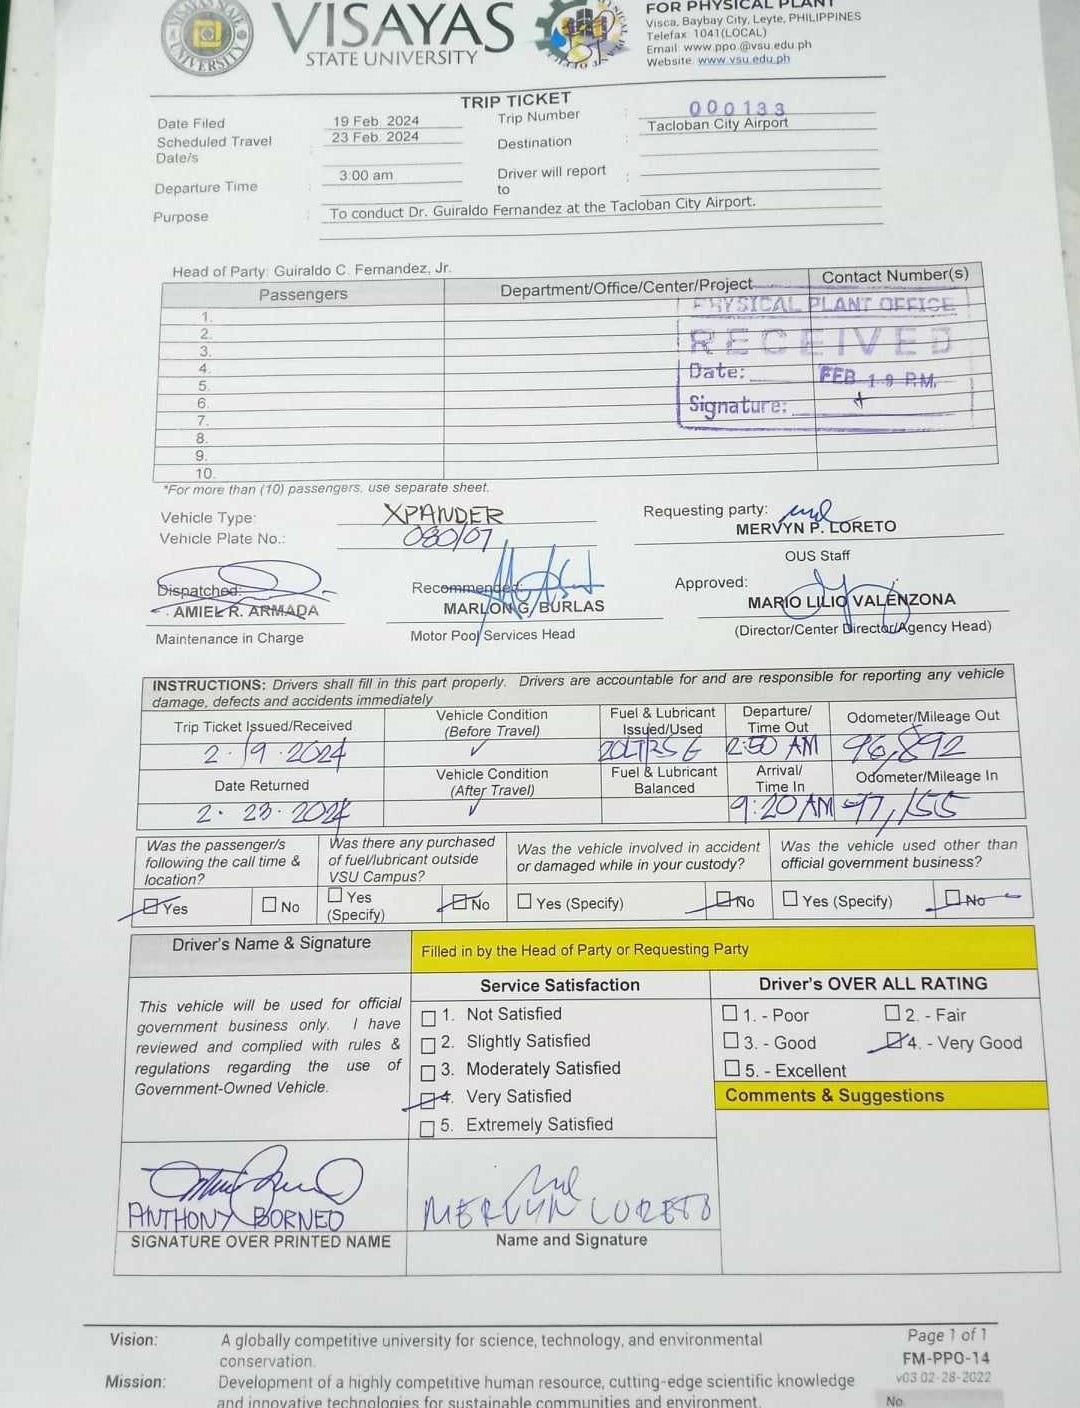 VISAYAS
STATE UNIVERSITY
FOR PHYSICAL PLANT
Visca, Baybay City, Leyte, PHILIPPINES
Telefax: 1041(LOCAL)
Email: www.ppo.@vsu.edu.ph
Website: www.vsu.edu.ph
TRIP TICKET
Date Filed : 19 Feb. 2024 Trip Number : 000133
Scheduled Travel Date/s : 23 Feb. 2024 Destination : Tacloban City Airport
Departure Time : 3:00 am Driver will report to :
Purpose : To conduct Dr. Guiraldo Fernandez at the Tacloban City Airport.
Head of Party: Guiraldo C. Fernandez, Jr.
Passengers Department/Office/Center/Project Contact Number(s)
1.
2.
3.
4.
5.
6.
7.
8.
9.
10.
PHYSICAL PLANT OFFICE
RECEIVED
Date: FEB 19 P.M.
Signature:
*For more than (10) passengers, use separate sheet.
Vehicle Type: XPANDER Requesting party:
MERVYN P. LORETO
Vehicle Plate No.: 080107
OUS Staff
Dispatched: Recommended: Approved:
AMIEL R. ARMADA MARLON G. BURLAS MARIO LILIO VALENZONA
Maintenance in Charge Motor Pool Services Head (Director/Center Director/Agency Head)
INSTRUCTIONS: Drivers shall fill in this part properly. Drivers are accountable for and are responsible for reporting any vehicle
damage, defects and accidents immediately
Trip Ticket Issued/Received Vehicle Condition (Before Travel) Fuel & Lubricant Issued/Used Departure/ Time Out Odometer/Mileage Out
2·19·2024 ✓ 2:50 AM 96,892
Date Returned Vehicle Condition (After Travel) Fuel & Lubricant Balanced Arrival/ Time In Odometer/Mileage In
2·23·2024 ✓ 9:20 AM 97,155
Was the passenger/s following the call time & location? Was there any purchased of fuel/lubricant outside VSU Campus? Was the vehicle involved in accident or damaged while in your custody? Was the vehicle used other than official government business?
Yes No Yes (Specify) No Yes (Specify) No Yes (Specify) No
Driver's Name & Signature Filled in by the Head of Party or Requesting Party
Service Satisfaction Driver's OVER ALL RATING
This vehicle will be used for official
government business only. I have
reviewed and complied with rules &
regulations regarding the use of
Government-Owned Vehicle.
1. Not Satisfied
2. Slightly Satisfied
3. Moderately Satisfied
4. Very Satisfied
5. Extremely Satisfied
1. - Poor 2. - Fair
3. - Good 4. - Very Good
5. - Excellent
Comments & Suggestions
ANTHONY BORNEO MERVYN LORETO
SIGNATURE OVER PRINTED NAME Name and Signature
Vision: A globally competitive university for science, technology, and environmental
conservation.
Mission: Development of a highly competitive human resource, cutting-edge scientific knowledge
and innovative technologies for sustainable communities and environment.
Page 1 of 1
FM-PPO-14
v03 02-28-2022
No.